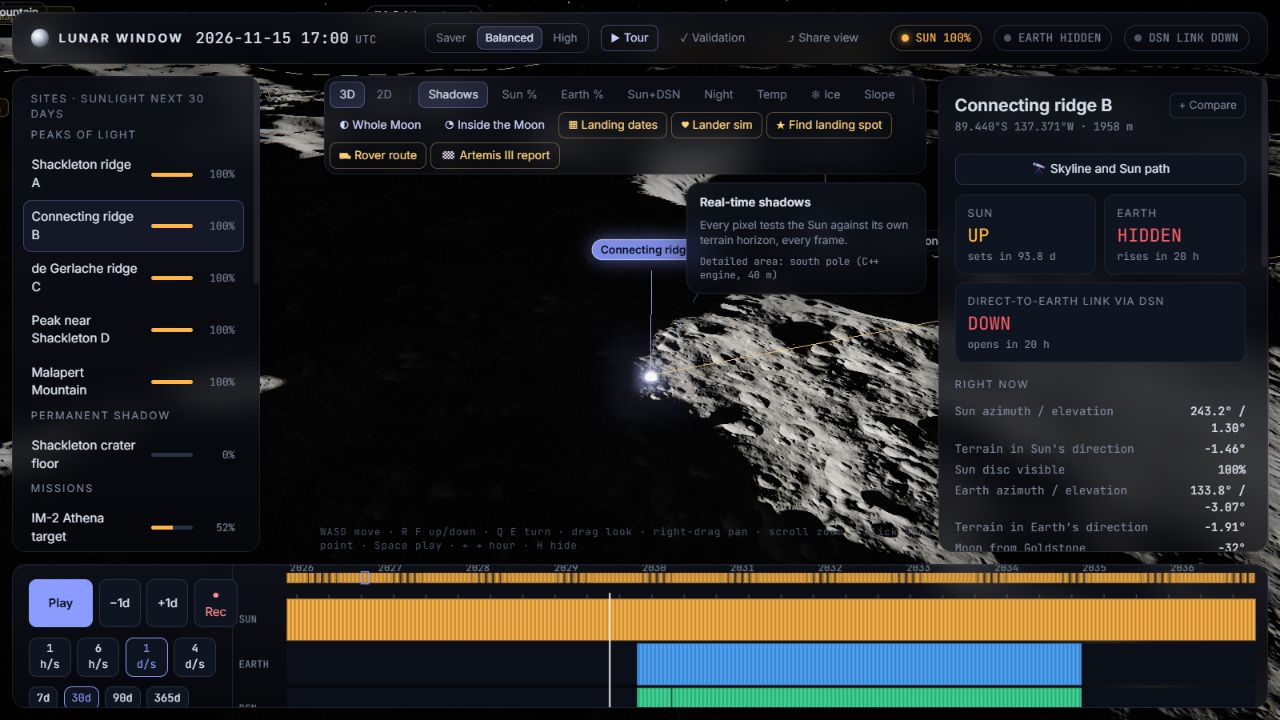 LUNAR WINDOW 2026-11-15 17:00 UTC
Saver Balanced High
▶ Tour
✓ Validation
⤴ Share view
SUN 100%
EARTH HIDDEN
DSN LINK DOWN
SITES · SUNLIGHT NEXT 30
DAYS
PEAKS OF LIGHT
Shackleton ridge
A
100%
Connecting ridge
B
100%
de Gerlache ridge
C
100%
Peak near
Shackleton D
100%
Malapert
Mountain
100%
PERMANENT SHADOW
Shackleton crater
floor
0%
MISSIONS
IM-2 Athena
target
52%
3D 2D Shadows Sun % Earth % Sun+DSN Night Temp ❄ Ice Slope
Whole Moon Inside the Moon Landing dates Lander sim ★ Find landing spot
Rover route Artemis III report
Real-time shadows
Every pixel tests the Sun against its own
terrain horizon, every frame.
Detailed area: south pole (C++
engine, 40 m)
Connecting ridg
WASD move · R F up/down · Q E turn · drag look · right-drag pan · scroll zoom
point · Space play · ← → hour · H hide
Connecting ridge B
+ Compare
89.440°S 137.371°W · 1958 m
Skyline and Sun path
SUN
UP
sets in 93.8 d
EARTH
HIDDEN
rises in 20 h
DIRECT-TO-EARTH LINK VIA DSN
DOWN
opens in 20 h
RIGHT NOW
Sun azimuth / elevation 243.2° /
1.30°
Terrain in Sun's direction -1.46°
Sun disc visible 100%
Earth azimuth / elevation 133.8° /
-3.07°
Terrain in Earth's direction -1.91°
Moon from Goldstone -32°
Play −1d +1d Rec
1 h/s
6 h/s
1 d/s
4 d/s
7d 30d 90d 365d
2026 2027 2028 2029 2030 2031 2032 2033 2034 2035 2036
SUN
EARTH
DSN